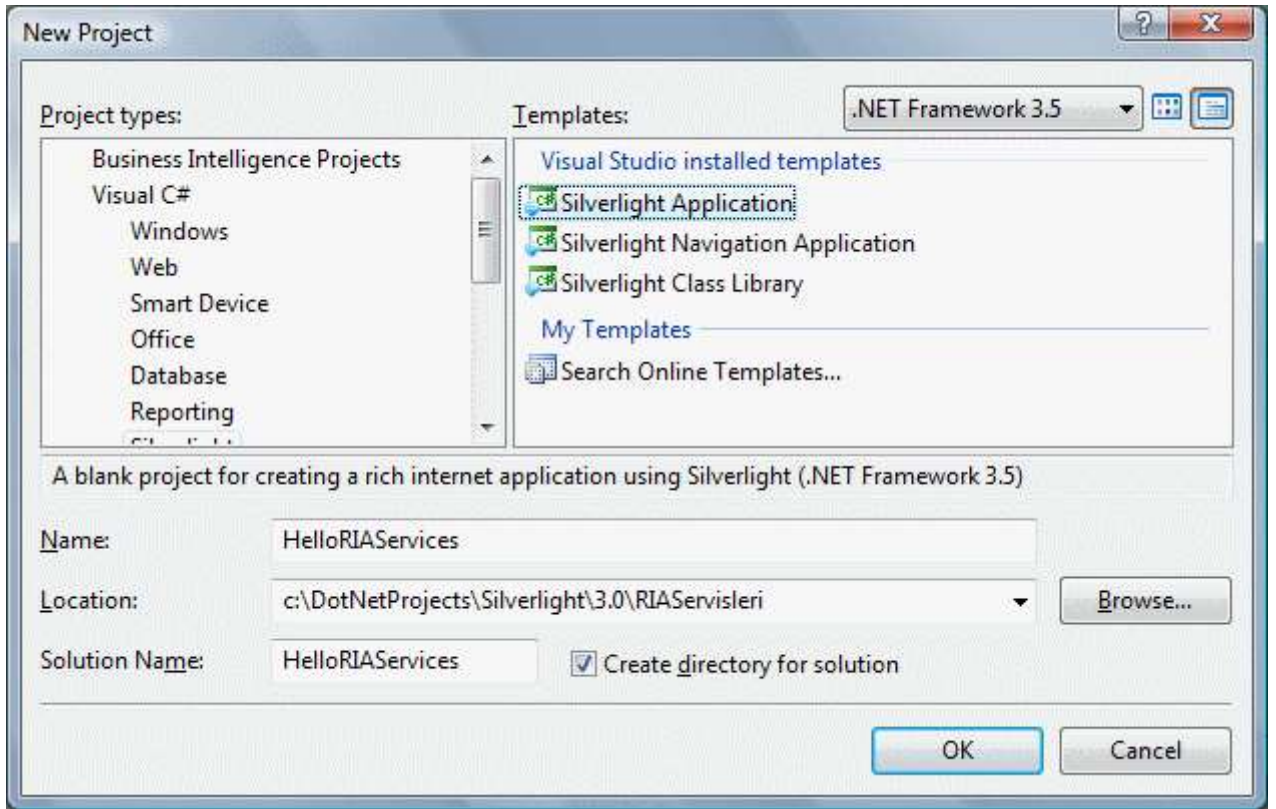 New Project
Project types:
Templates:
.NET Framework 3.5
Business Intelligence Projects
Visual C#
Windows
Web
Smart Device
Office
Database
Reporting
Visual Studio installed templates
Silverlight Application
Silverlight Navigation Application
Silverlight Class Library
My Templates
Search Online Templates...
A blank project for creating a rich internet application using Silverlight (.NET Framework 3.5)
Name:
HelloRIAServices
Location:
c:\DotNetProjects\Silverlight\3.0\RIAServisleri
Browse...
Solution Name:
HelloRIAServices
Create directory for solution
OK
Cancel